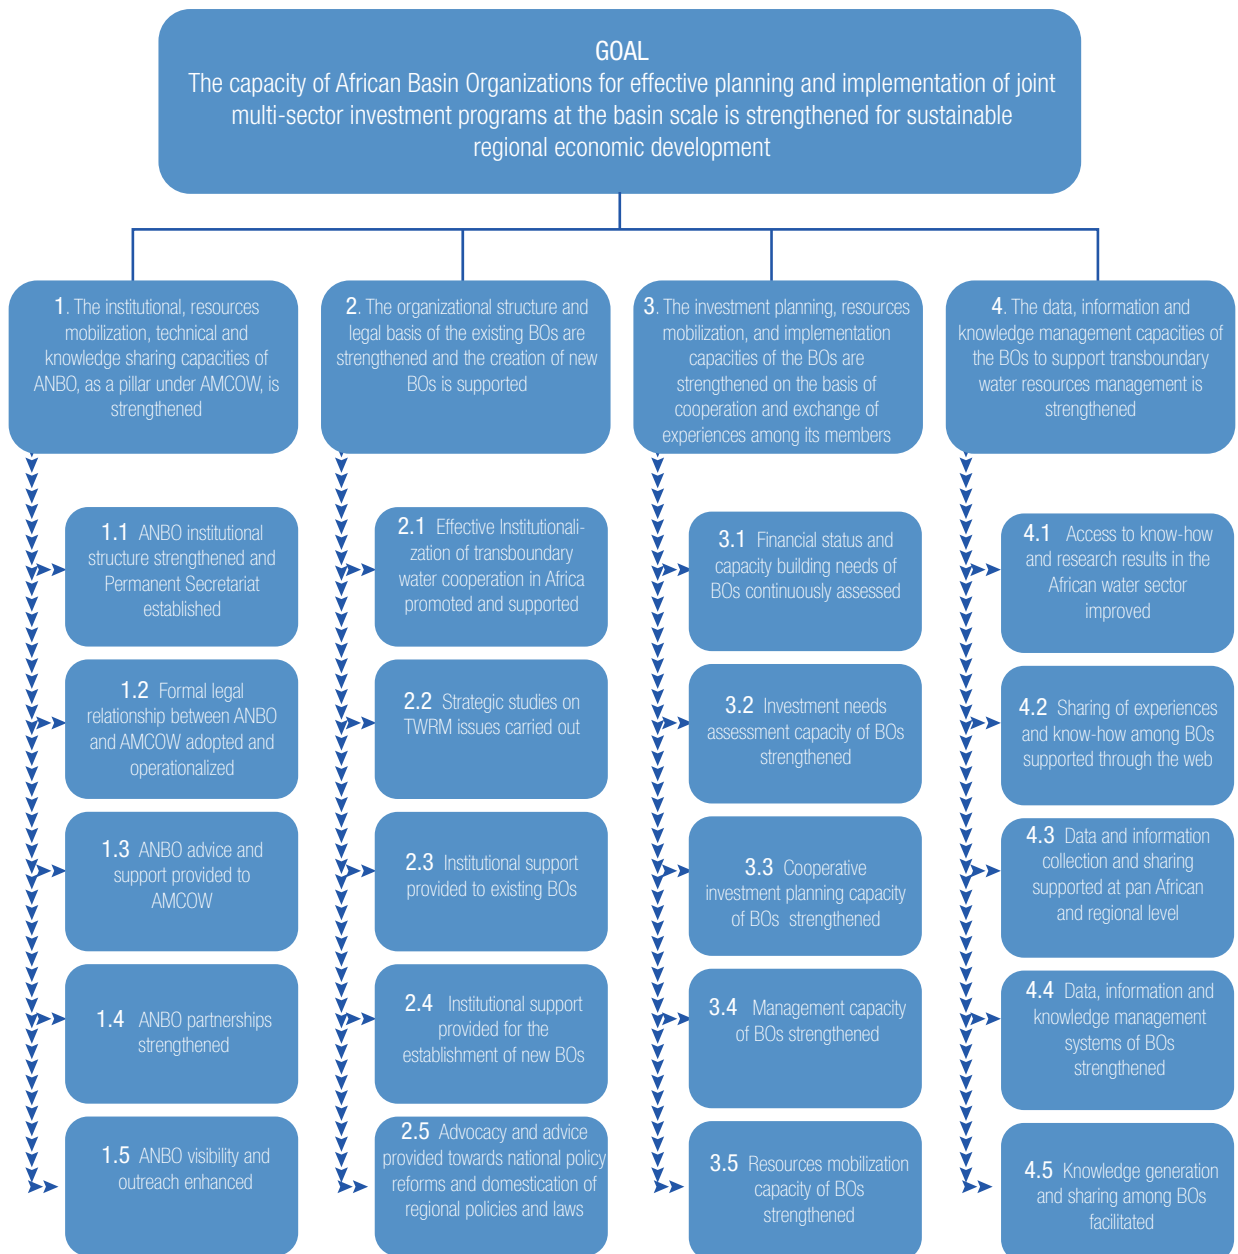 GOAL
The capacity of African Basin Organizations for effective planning and implementation of joint
multi-sector investment programs at the basin scale is strengthened for sustainable
regional economic development
1. The institutional, resources
mobilization, technical and
knowledge sharing capacities of
ANBO, as a pillar under AMCOW, is
strengthened
1.1 ANBO institutional
structure strengthened and
Permanent Secretariat
established
1.2 Formal legal
relationship between ANBO
and AMCOW adopted and
operationalized
1.3 ANBO advice and
support provided to
AMCOW
1.4 ANBO partnerships
strengthened
1.5 ANBO visibility and
outreach enhanced
2. The organizational structure and
legal basis of the existing BOs are
strengthened and the creation of new
BOs is supported
2.1 Effective Institutionali-
zation of transboundary
water cooperation in Africa
promoted and supported
2.2 Strategic studies on
TWRM issues carried out
2.3 Institutional support
provided to existing BOs
2.4 Institutional support
provided for the
establishment of new BOs
2.5 Advocacy and advice
provided towards national policy
reforms and domestication of
regional policies and laws
3. The investment planning, resources
mobilization, and implementation
capacities of the BOs are
strengthened on the basis of
cooperation and exchange of
experiences among its members
3.1 Financial status and
capacity building needs of
BOs continuously assessed
3.2 Investment needs
assessment capacity of BOs
strengthened
3.3 Cooperative
investment planning capacity
of BOs strengthened
3.4 Management capacity
of BOs strengthened
3.5 Resources mobilization
capacity of BOs
strengthened
4. The data, information and
knowledge management capacities of
the BOs to support transboundary
water resources management is
strengthened
4.1 Access to know-how
and research results in the
African water sector
improved
4.2 Sharing of experiences
and know-how among BOs
supported through the web
4.3 Data and information
collection and sharing
supported at pan African
and regional level
4.4 Data, information and
knowledge management
systems of BOs
strengthened
4.5 Knowledge generation
and sharing among BOs
facilitated